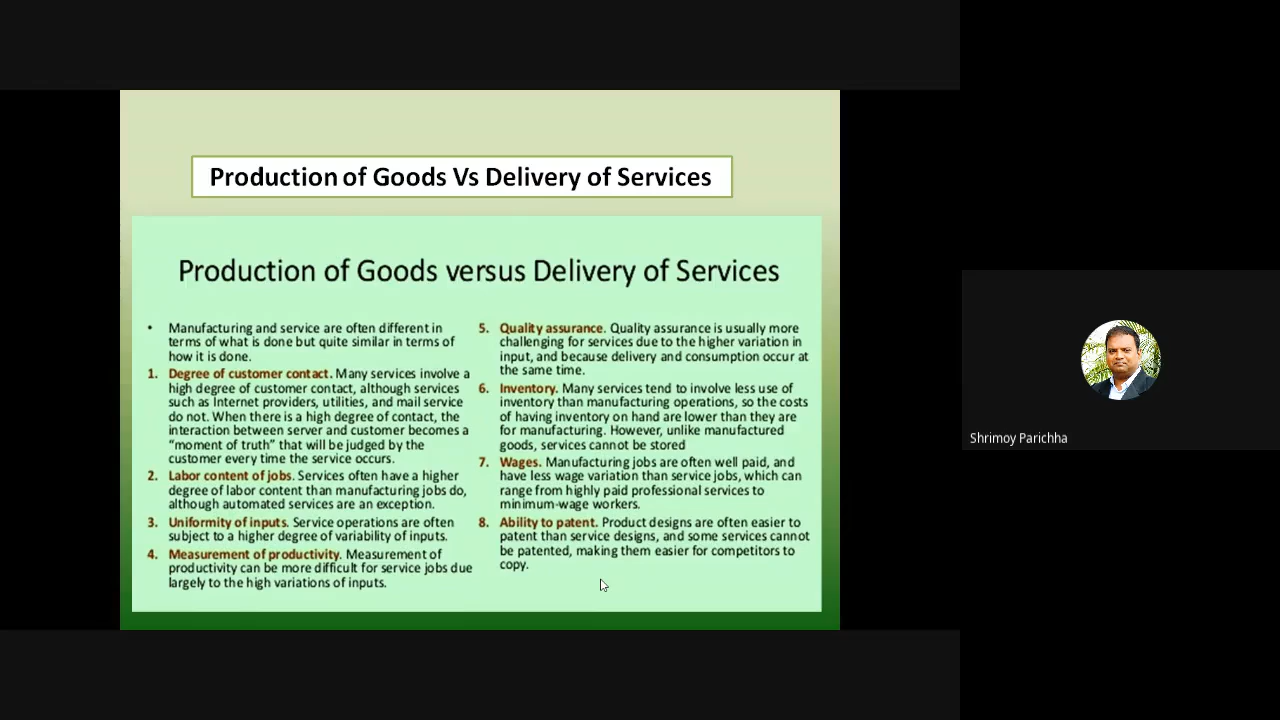 Production of Goods Vs Delivery of Services
Production of Goods versus Delivery of Services
• Manufacturing and service are often different in
terms of what is done but quite similar in terms of
how it is done.
1. Degree of customer contact. Many services involve a
high degree of customer contact, although services
such as Internet providers, utilities, and mail service
do not. When there is a high degree of contact, the
interaction between server and customer becomes a
“moment of truth” that will be judged by the
customer every time the service occurs.
2. Labor content of jobs. Services often have a higher
degree of labor content than manufacturing jobs do,
although automated services are an exception.
3. Uniformity of inputs. Service operations are often
subject to a higher degree of variability of inputs.
4. Measurement of productivity. Measurement of
productivity can be more difficult for service jobs due
largely to the high variations of inputs.
5. Quality assurance. Quality assurance is usually more
challenging for services due to the higher variation in
input, and because delivery and consumption occur at
the same time.
6. Inventory. Many services tend to involve less use of
inventory than manufacturing operations, so the costs
of having inventory on hand are lower than they are
for manufacturing. However, unlike manufactured
goods, services cannot be stored
7. Wages. Manufacturing jobs are often well paid, and
have less wage variation than service jobs, which can
range from highly paid professional services to
minimum-wage workers.
8. Ability to patent. Product designs are often easier to
patent than service designs, and some services cannot
be patented, making them easier for competitors to
copy.
Shrimoy Parichha